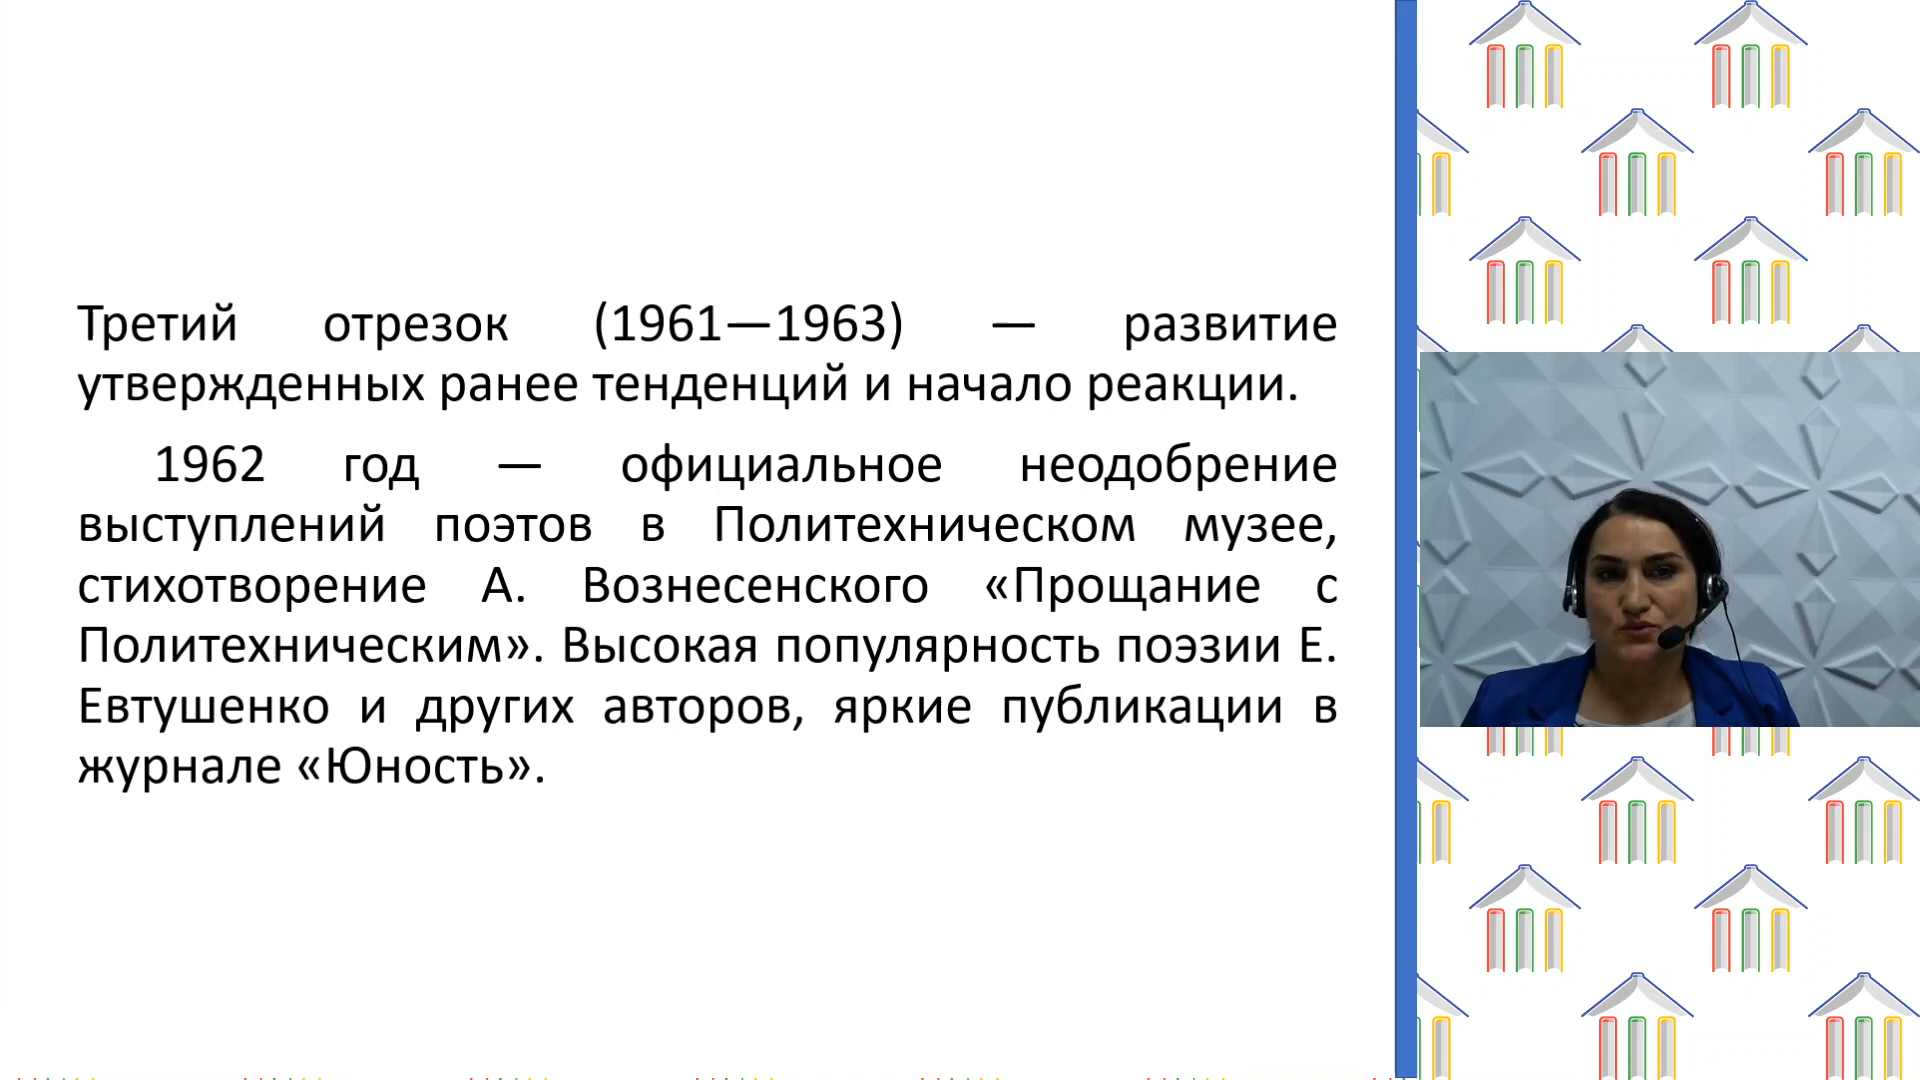 Третий отрезок (1961—1963) — развитие
утвержденных ранее тенденций и начало реакции.
1962 год — официальное неодобрение
выступлений поэтов в Политехническом музее,
стихотворение А. Вознесенского «Прощание с
Политехническим». Высокая популярность поэзии Е.
Евтушенко и других авторов, яркие публикации в
журнале «Юность».